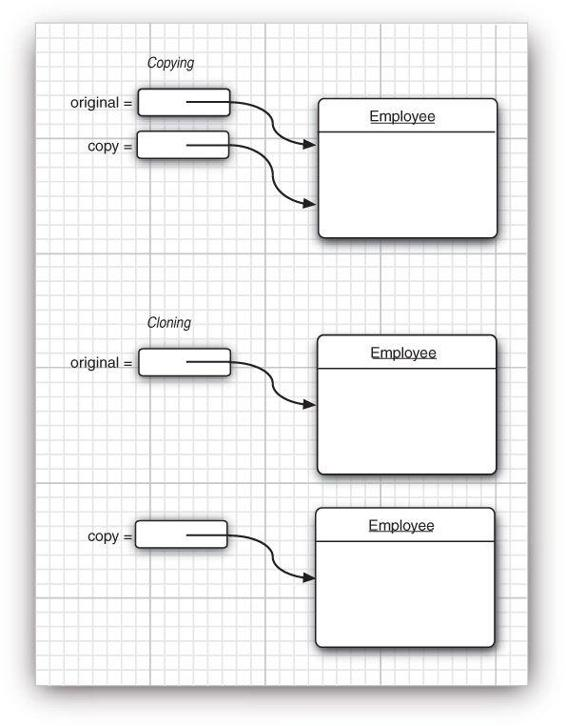 Copying
original =
Employee
copy =
Cloning
original =
Employee
copy =
Employee